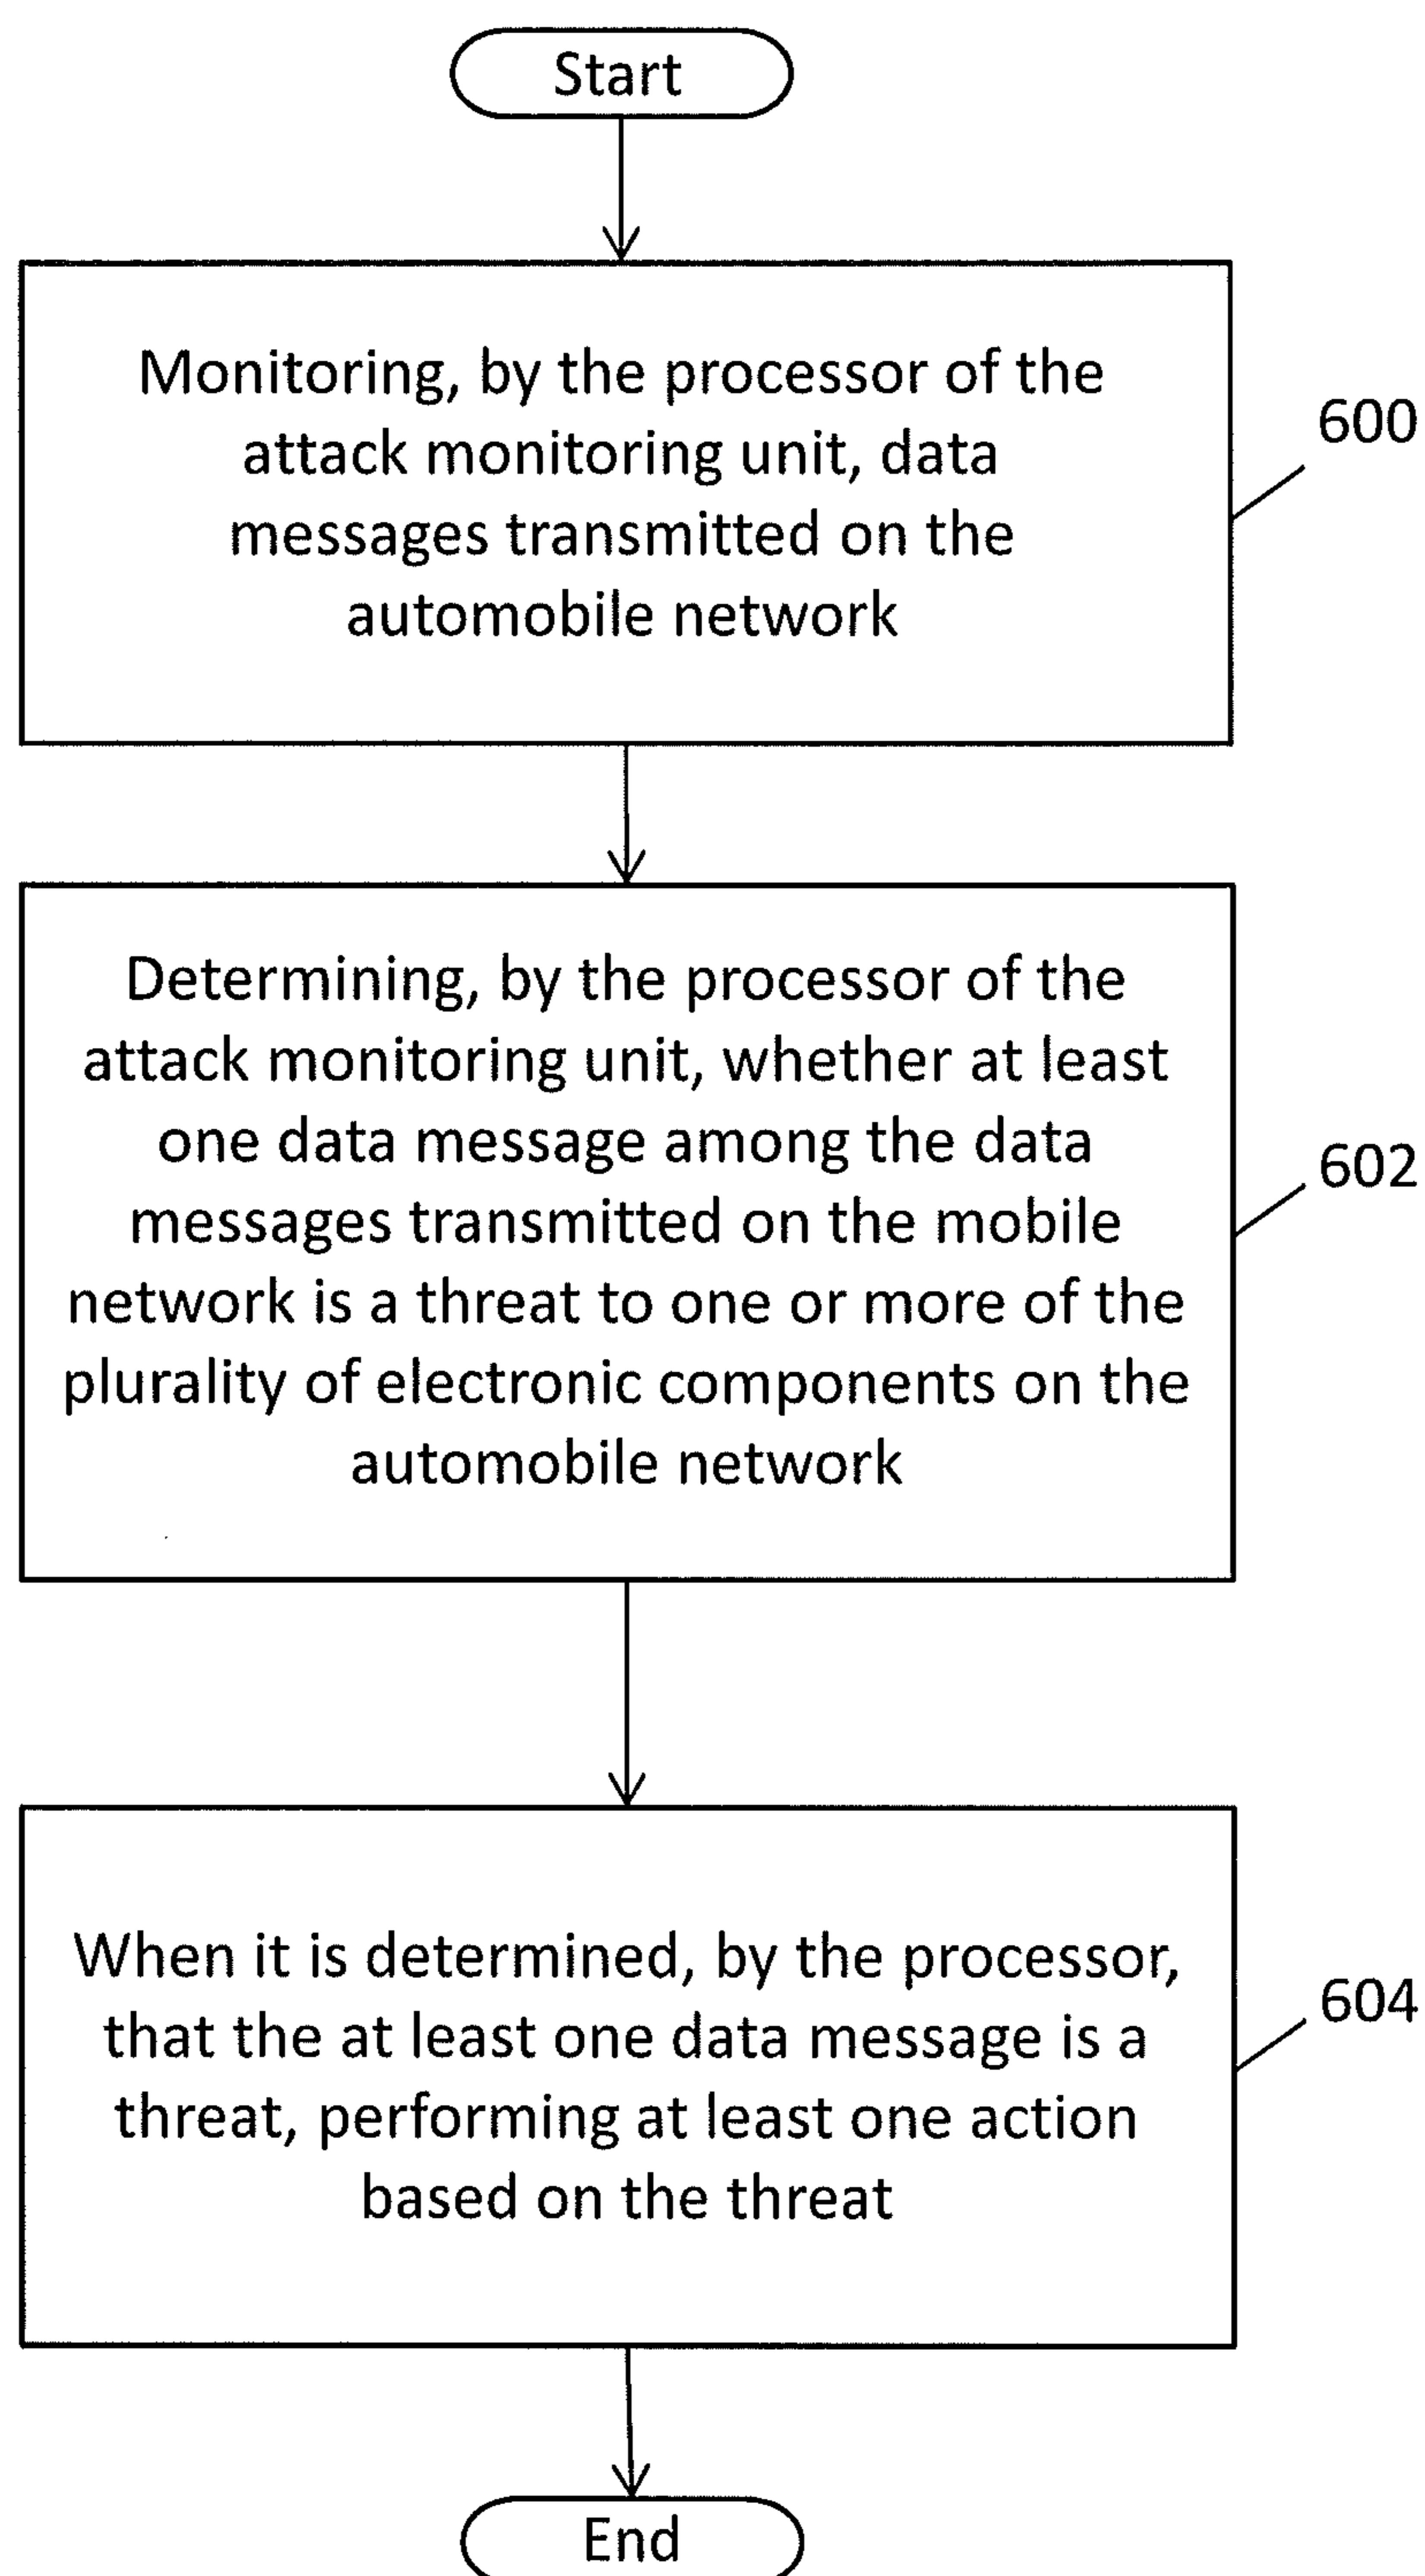 Start
Monitoring, by the processor of the
attack monitoring unit, data
messages transmitted on the
automobile network
600
Determining, by the processor of the
attack monitoring unit, whether at least
one data message among the data
messages transmitted on the mobile
network is a threat to one or more of the
plurality of electronic components on the
automobile network
602
When it is determined, by the processor,
that the at least one data message is a
threat, performing at least one action
based on the threat
604
End